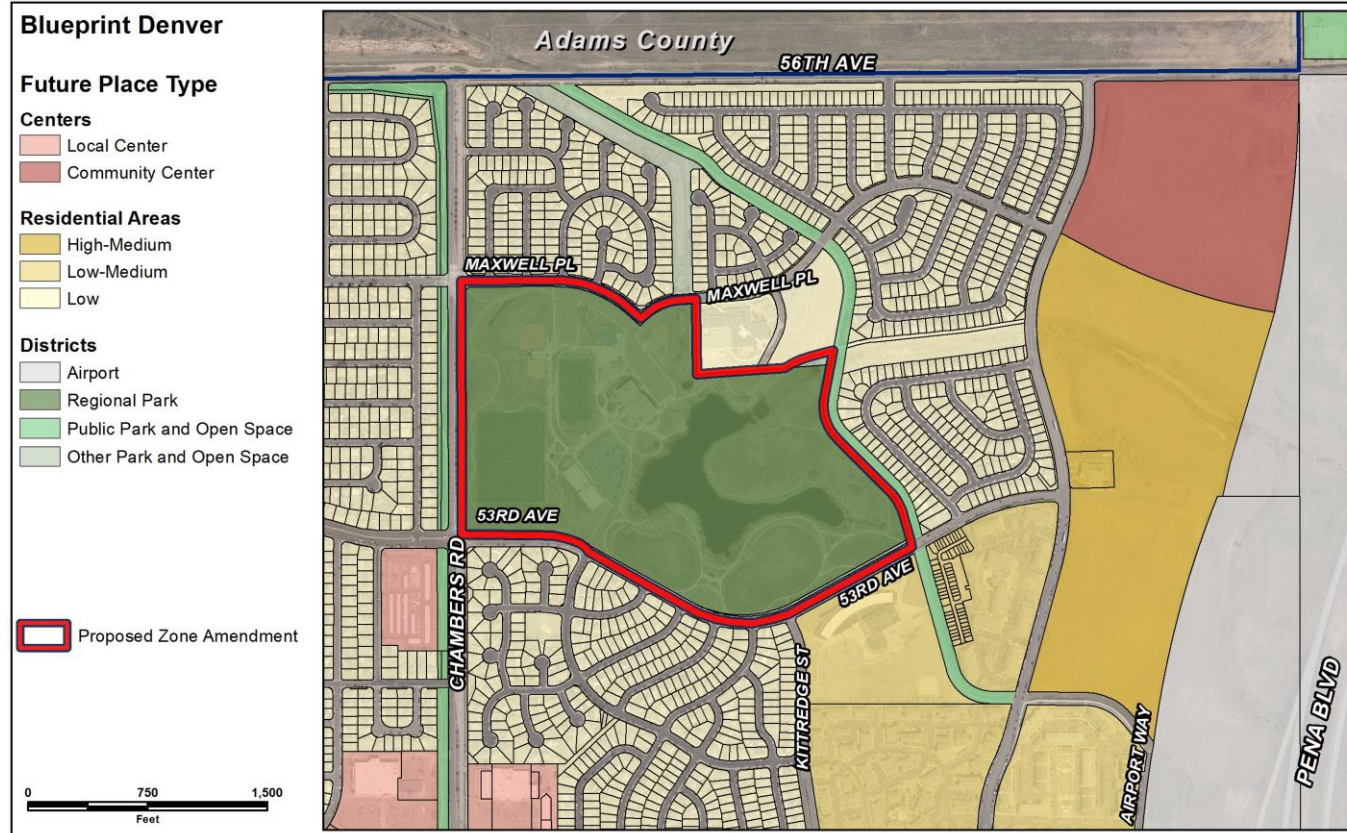 Blueprint Denver
Future Place Type
Centers
Local Center
Community Center
Residential Areas
High-Medium
Low-Medium
Low
Districts
Airport
Regional Park
Public Park and Open Space
Other Park and Open Space
Proposed Zone Amendment
0 750 1,500
Feet
Adams County
56TH AVE
MAXWELL PL
MAXWELL PL
53RD AVE
53RD AVE
CHAMBERS RD
KITTREDGE ST
AIRPORT WAY
PENA BLVD